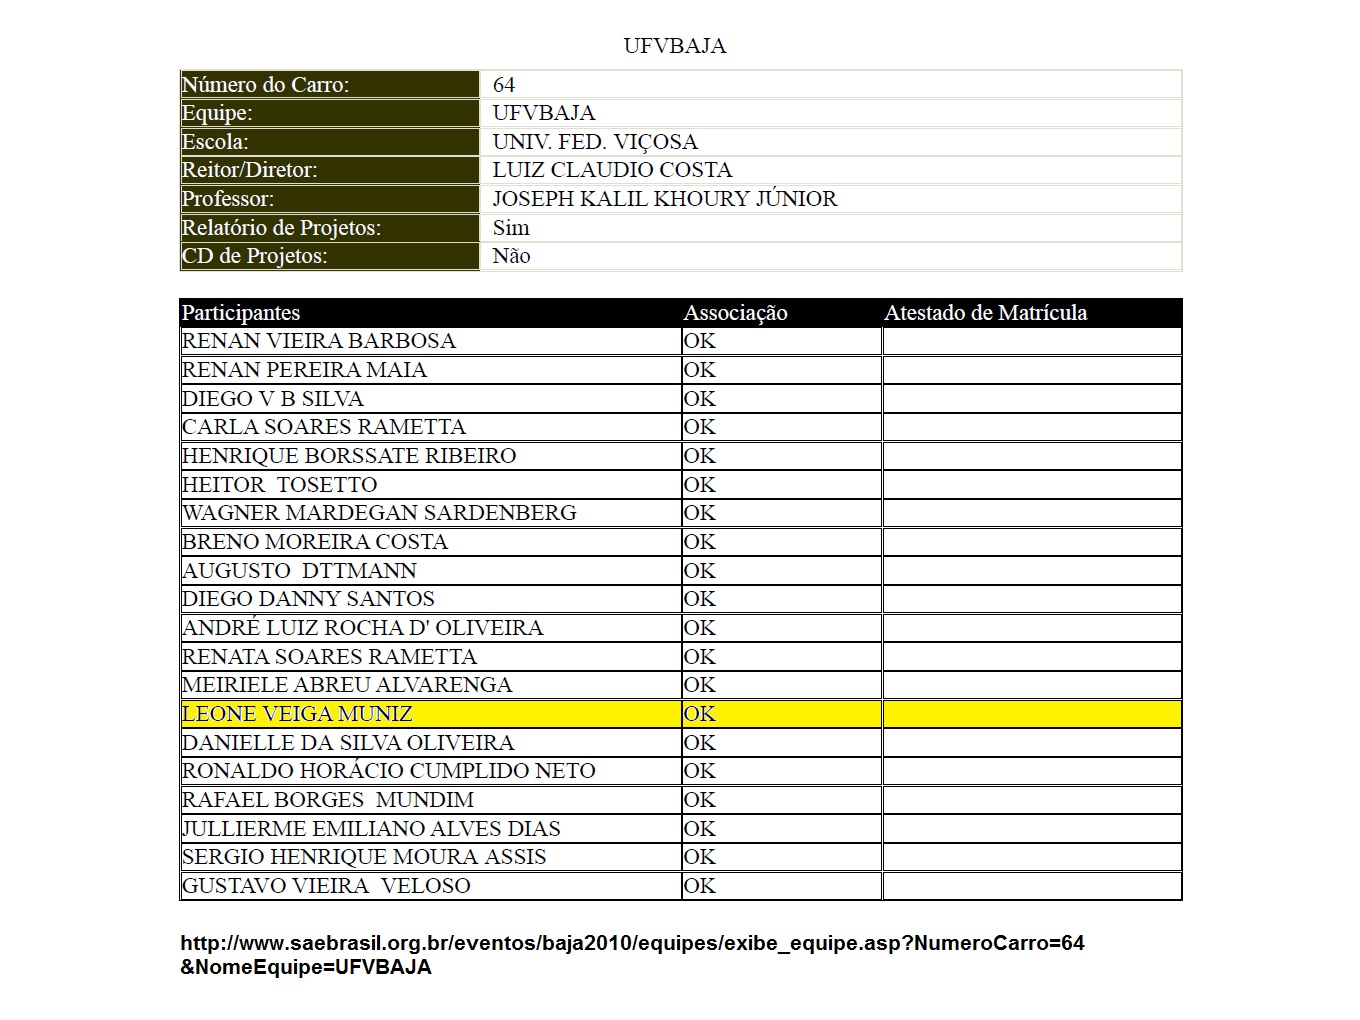 UFVBAJA
Número do Carro: 64
Equipe: UFVBAJA
Escola: UNIV. FED. VIÇOSA
Reitor/Diretor: LUIZ CLAUDIO COSTA
Professor: JOSEPH KALIL KHOURY JÚNIOR
Relatório de Projetos: Sim
CD de Projetos: Não
Participantes Associação Atestado de Matrícula
RENAN VIEIRA BARBOSA OK
RENAN PEREIRA MAIA OK
DIEGO V B SILVA OK
CARLA SOARES RAMETTA OK
HENRIQUE BORSSATE RIBEIRO OK
HEITOR  TOSETTO OK
WAGNER MARDEGAN SARDENBERG OK
BRENO MOREIRA COSTA OK
AUGUSTO  DTTMANN OK
DIEGO DANNY SANTOS OK
ANDRÉ LUIZ ROCHA D' OLIVEIRA OK
RENATA SOARES RAMETTA OK
MEIRIELE ABREU ALVARENGA OK
LEONE VEIGA MUNIZ OK
DANIELLE DA SILVA OLIVEIRA OK
RONALDO HORÁCIO CUMPLIDO NETO OK
RAFAEL BORGES  MUNDIM OK
JULLIERME EMILIANO ALVES DIAS OK
SERGIO HENRIQUE MOURA ASSIS OK
GUSTAVO VIEIRA  VELOSO OK
http://www.saebrasil.org.br/eventos/baja2010/equipes/exibe_equipe.asp?NumeroCarro=64
&NomeEquipe=UFVBAJA